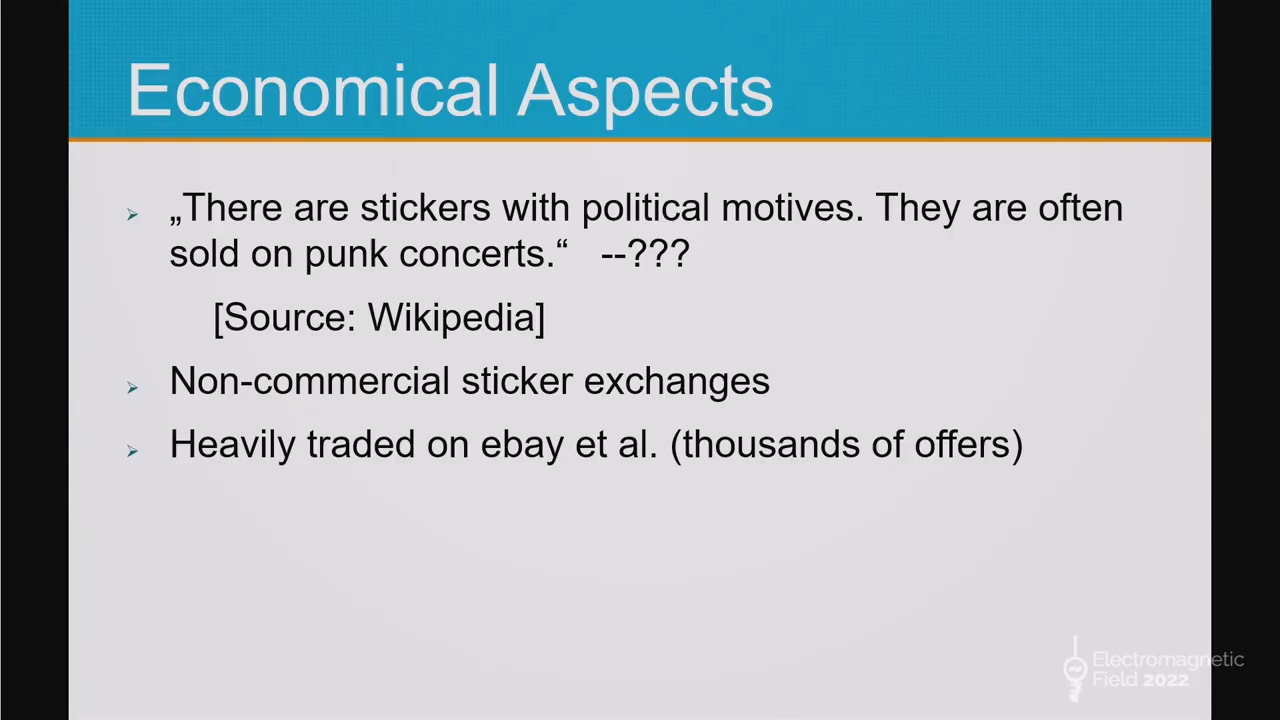 Economical Aspects
„There are stickers with political motives. They are often
sold on punk concerts.“ --???
[Source: Wikipedia]
Non-commercial sticker exchanges
Heavily traded on ebay et al. (thousands of offers)
Electromagnetic
Field 2022